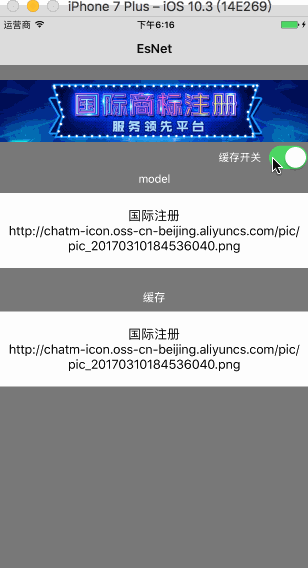 iPhone 7 Plus – iOS 10.3 (14E269)
运营商 下午6:16
EsNet
国际商标注册
服务领先平台
缓存开关
model
国际注册
http://chatm-icon.oss-cn-beijing.aliyuncs.com/pic/
pic_20170310184536040.png
缓存
国际注册
http://chatm-icon.oss-cn-beijing.aliyuncs.com/pic/
pic_20170310184536040.png